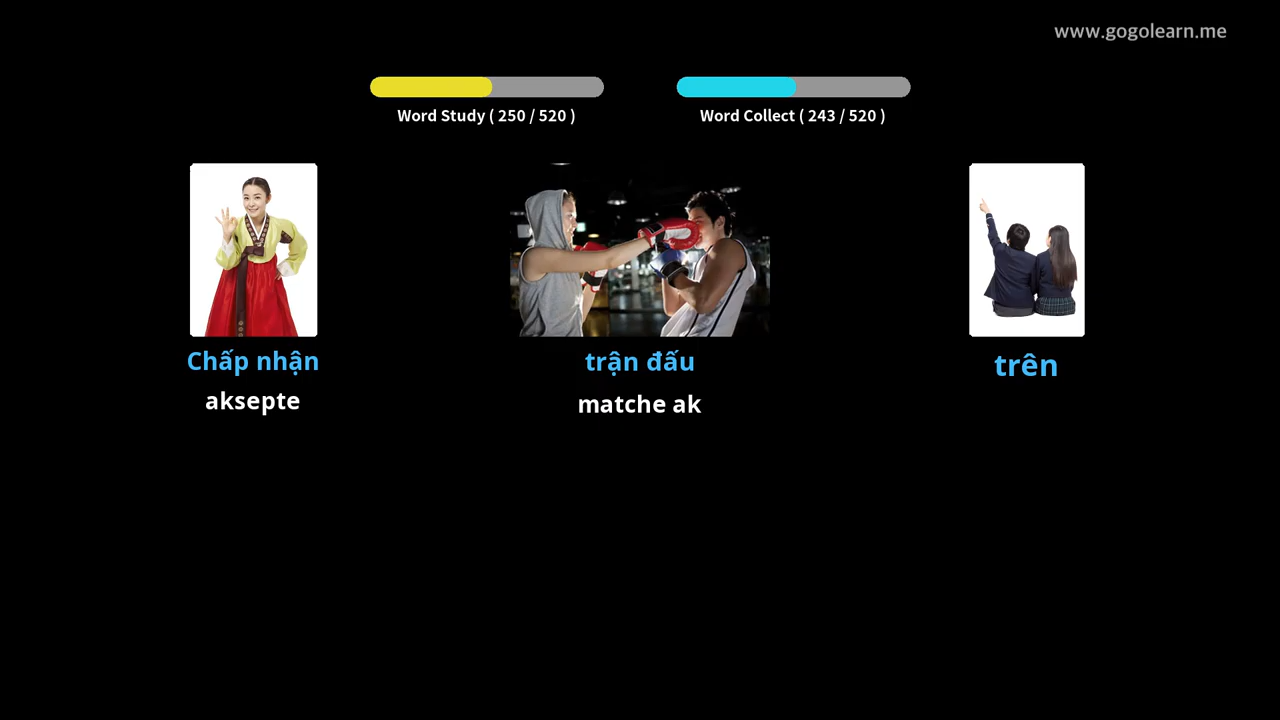 www.gogolearn.me
Word Study ( 250 / 520 )
Word Collect ( 243 / 520 )
Chấp nhận
aksepte
trận đấu
matche ak
trên